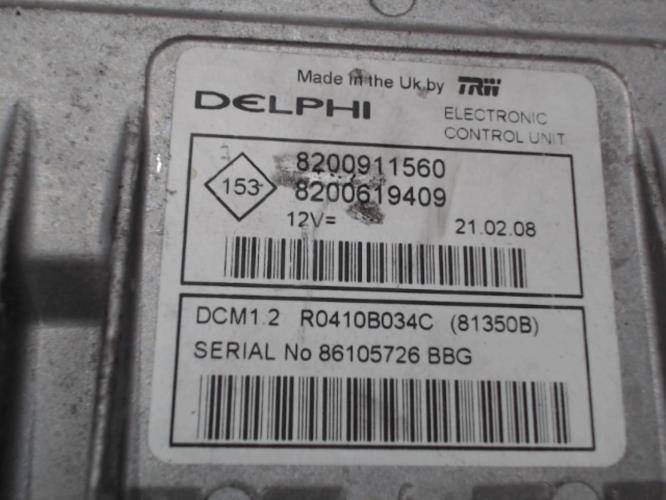 Made in the Uk by TRW
DELPHI
ELECTRONIC
CONTROL UNIT
8200911560
153
8200619409
12V=
21.02.08
DCM1.2 R0410B034C (81350B)
SERIAL No 86105726 BBG